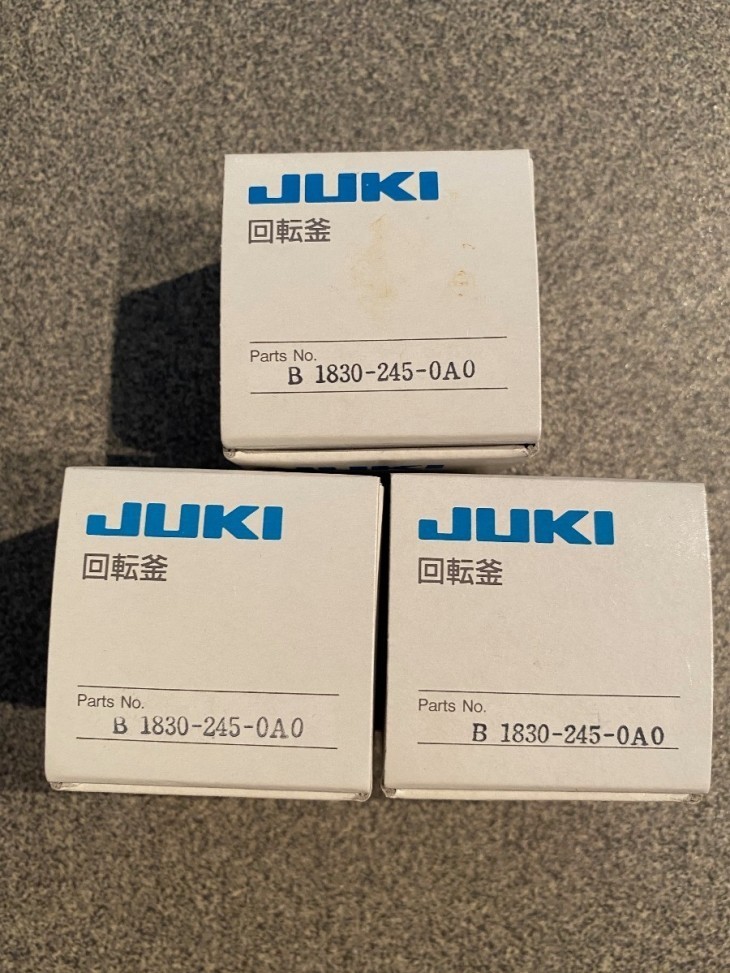 JUKI
回転釜
Parts No.
B 1830-245-0A0
JUKI
回転釜
Parts No.
B 1830-245-0A0
JUKI
回転釜
Parts No.
B 1830-245-0A0